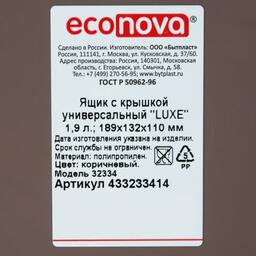 econova®
Сделано в России. Изготовитель: ООО «Бытпласт»
Россия, 111141, г. Москва, ул. Кусковская, д. 37/60.
Адрес производства: Россия, 140301, Московская
область, г. Егорьевск, ул. Смычка, д. 58.
Тел.: +7 (499) 270-56-95; www.bytplast.ru
ГОСТ Р 50962-96
Ящик с крышкой
универсальный "LUXE"
1,9 л.; 189x132x110 мм
Дата изготовления указана на изделии.
Срок службы не ограничен.
Материал: полипропилен.
Цвет: коричневый.
Модель 32334
Артикул 433233414
5
PP